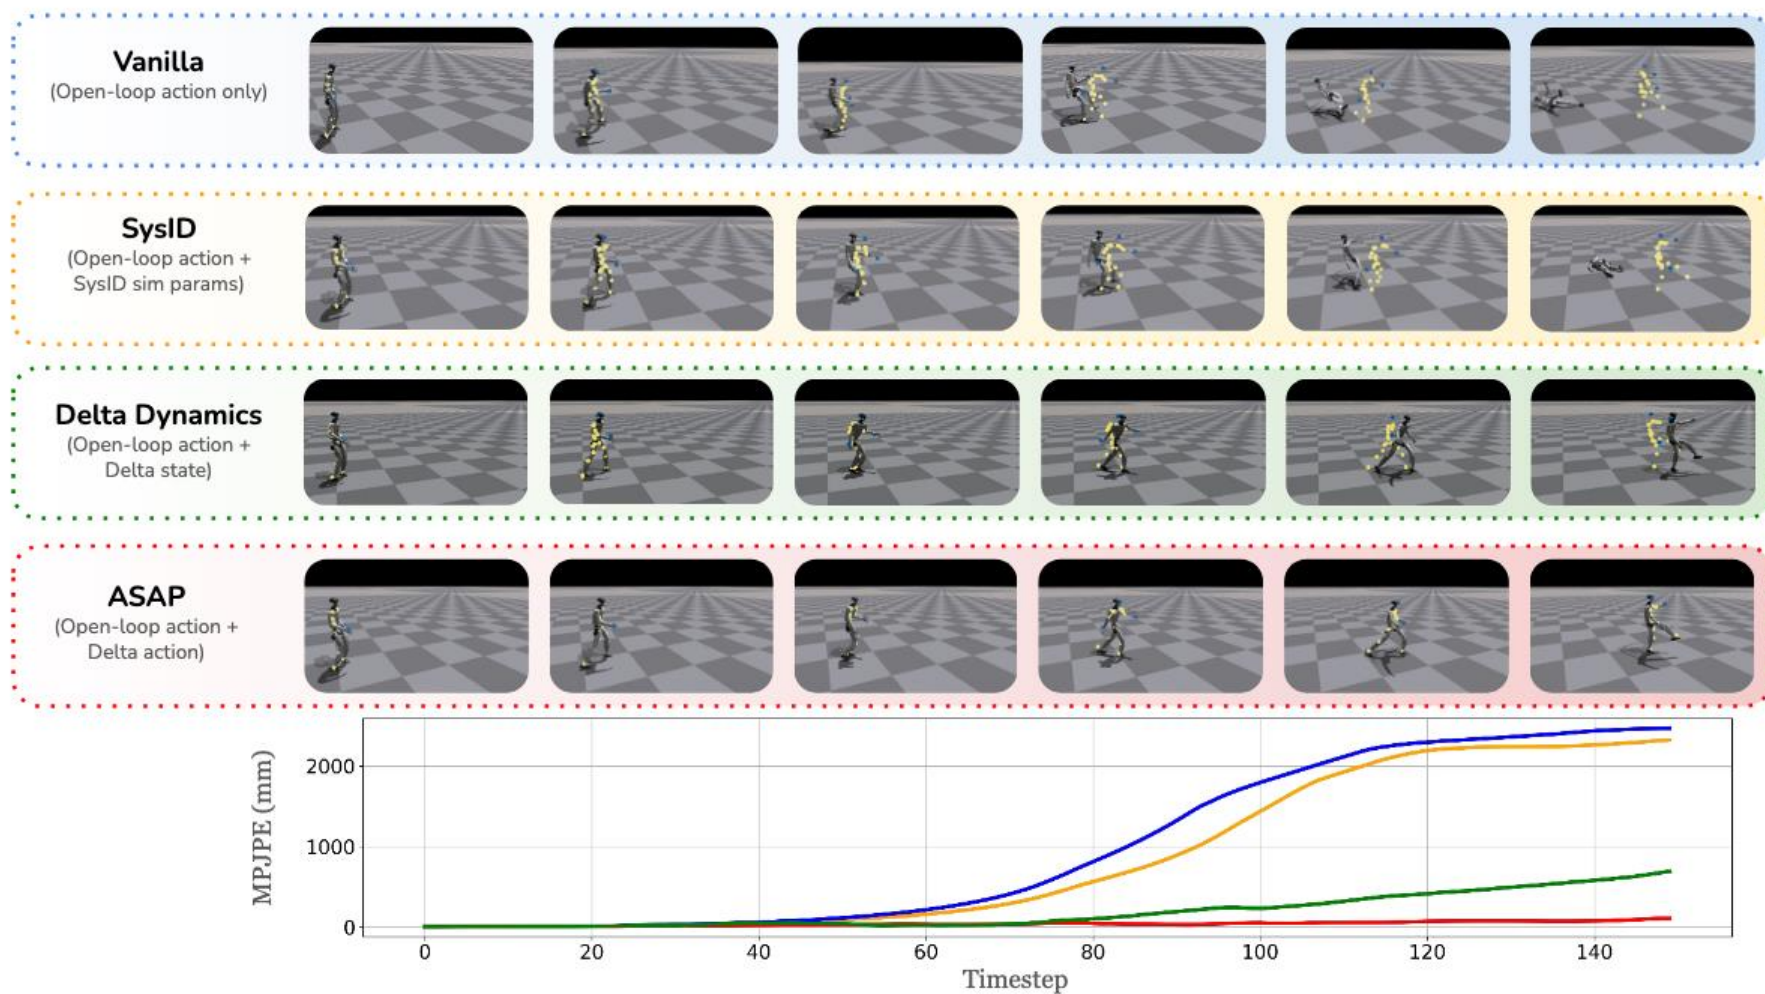 Vanilla
(Open-loop action only)
SysID
(Open-loop action +
SysID sim params)
Delta Dynamics
(Open-loop action +
Delta state)
ASAP
(Open-loop action +
Delta action)
MPJPE (mm)
2000
1000
0
0 20 40 60 80 100 120 140
Timestep